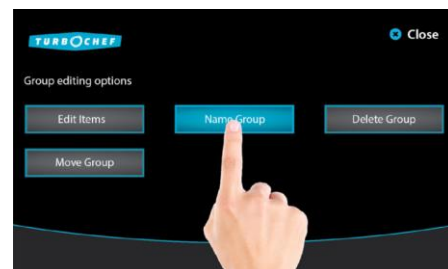 TURBOCHEF
Close
Group editing options
Edit Items
Name Group
Delete Group
Move Group